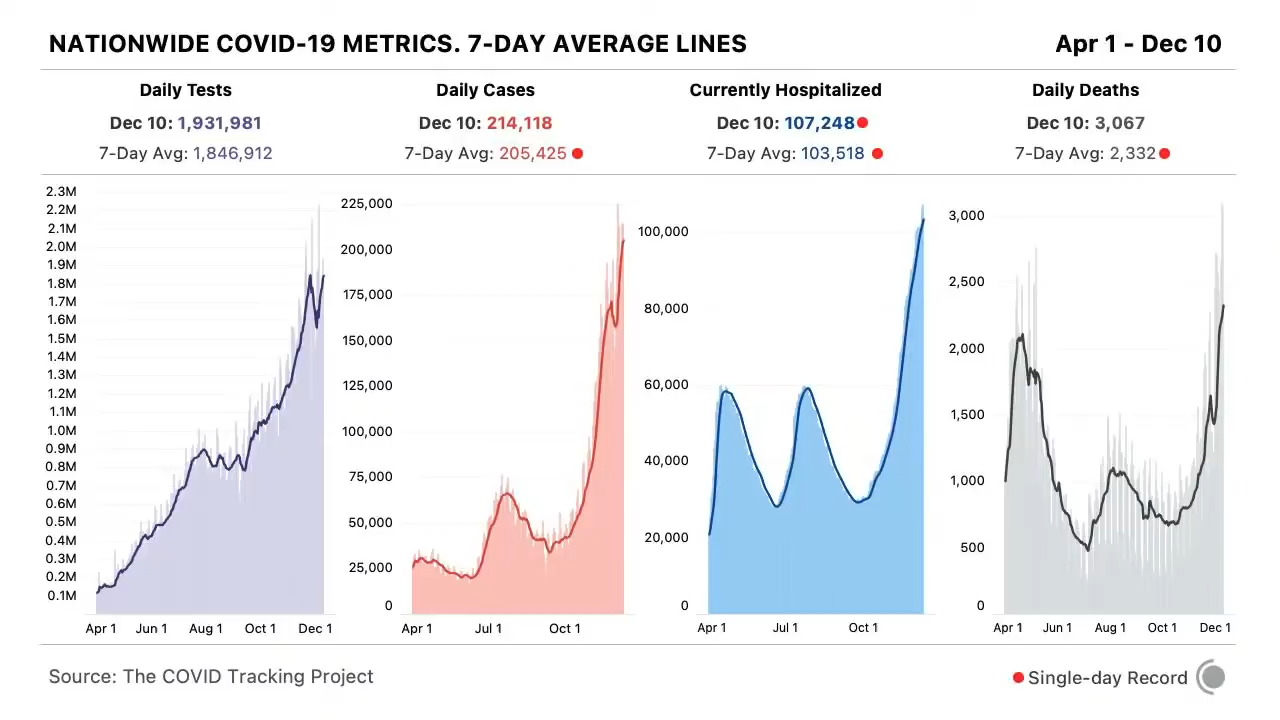 NATIONWIDE COVID-19 METRICS. 7-DAY AVERAGE LINES
Apr 1 - Dec 10
Daily Tests
Dec 10: 1,931,981
7-Day Avg: 1,846,912
Daily Cases
Dec 10: 214,118
7-Day Avg: 205,425
Currently Hospitalized
Dec 10: 107,248
7-Day Avg: 103,518
Daily Deaths
Dec 10: 3,067
7-Day Avg: 2,332
2.3M
2.2M
2.1M
2.0M
1.9M
1.8M
1.7M
1.6M
1.5M
1.4M
1.3M
1.2M
1.1M
1.0M
0.9M
0.8M
0.7M
0.6M
0.5M
0.4M
0.3M
0.2M
0.1M
Apr 1 Jun 1 Aug 1 Oct 1 Dec 1
225,000
200,000
175,000
150,000
125,000
100,000
75,000
50,000
25,000
0
Apr 1 Jul 1 Oct 1
100,000
80,000
60,000
40,000
20,000
0
Apr 1 Jul 1 Oct 1
3,000
2,500
2,000
1,500
1,000
500
0
Apr 1 Jun 1 Aug 1 Oct 1 Dec 1
Source: The COVID Tracking Project
Single-day Record